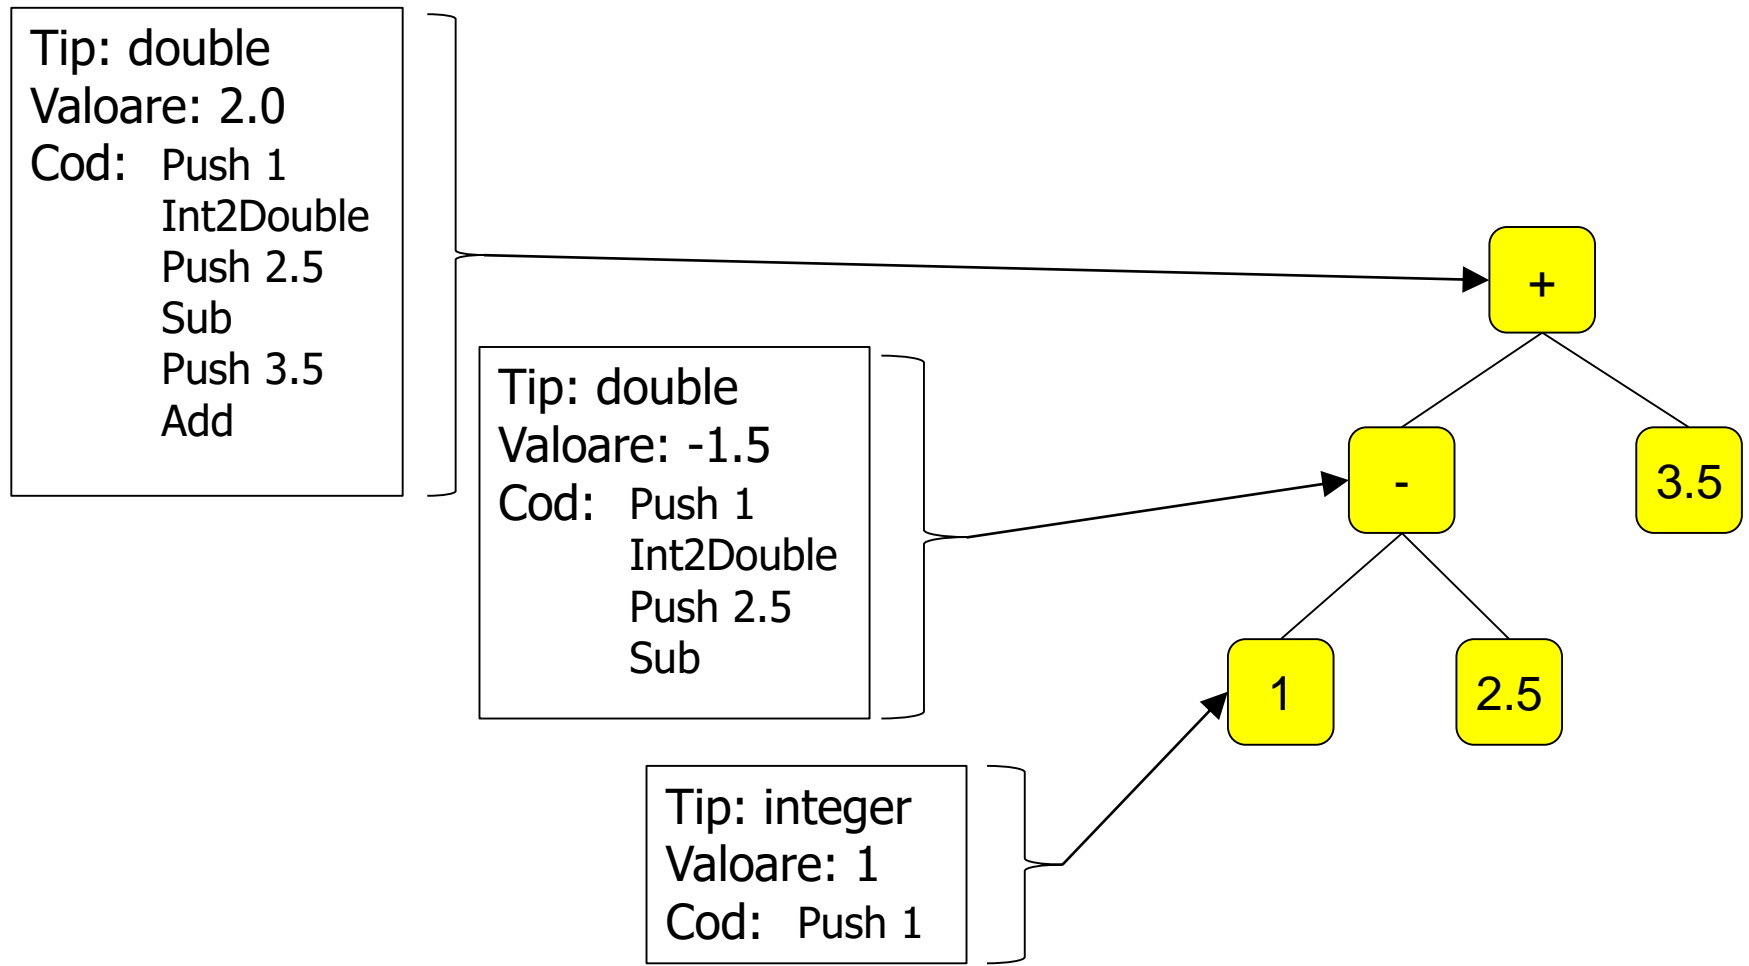 Tip: double
Valoare: 2.0
Cod: Push 1
Int2Double
Push 2.5
Sub
Push 3.5
Add
+
Tip: double
Valoare: -1.5
Cod: Push 1
Int2Double
Push 2.5
Sub
-
3.5
1
2.5
Tip: integer
Valoare: 1
Cod: Push 1